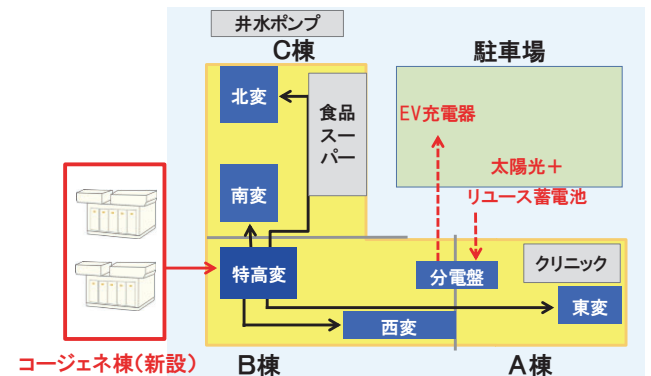 井水ポンプ
C棟
駐車場
北変
食品
スー
パー
EV充電器
太陽光+
リユース蓄電池
南変
特高変
分電盤
クリニック
東変
西変
コージェネ棟(新設)
B棟
A棟